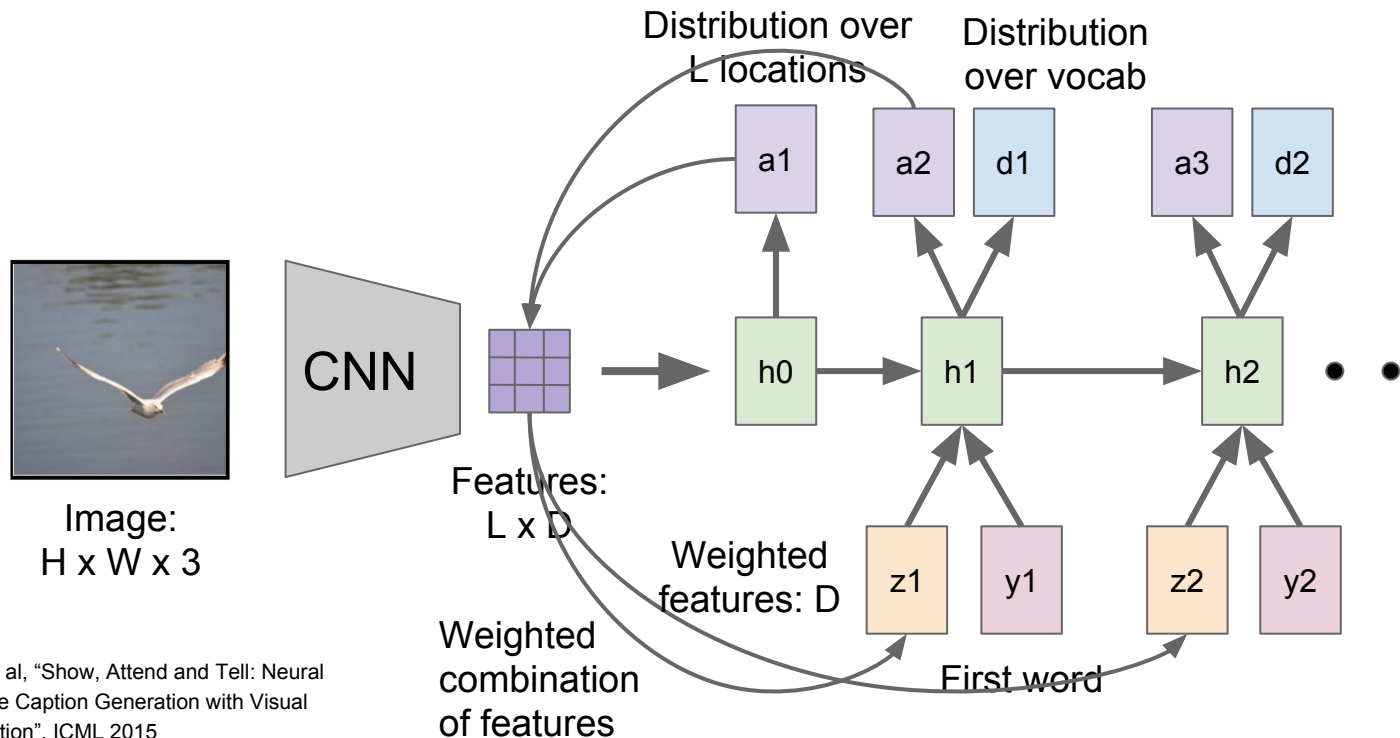 Distribution over
L locations
Distribution
over vocab
a1
a2
d1
a3
d2
CNN
h0
h1
h2
Image:
H x W x 3
Features:
L x D
Weighted
features: D
z1
y1
z2
y2
Weighted
combination
of features
First word
al, “Show, Attend and Tell: Neural
e Caption Generation with Visual
tion”, ICML 2015